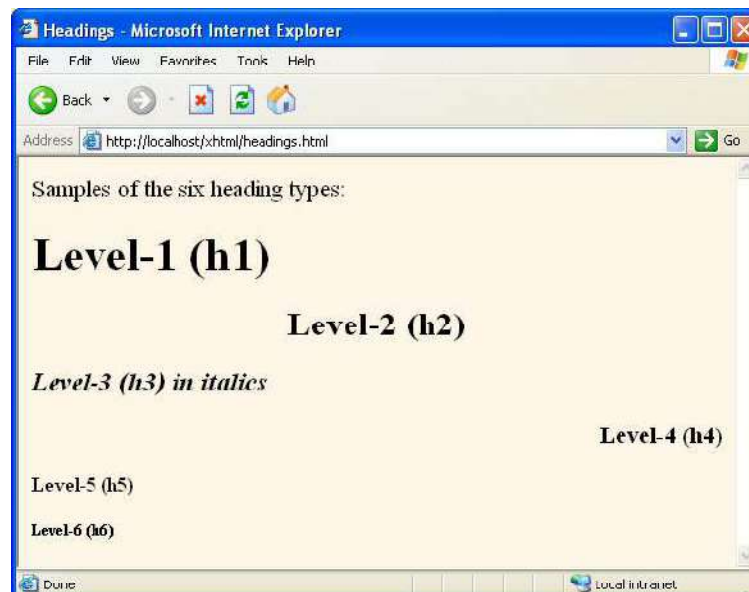 Headings - Microsoft Internet Explorer
File Edit View Favorites Tools Help
Back
Address http://localhost/xhtml/headings.html Go
Samples of the six heading types:
Level-1 (h1)
Level-2 (h2)
Level-3 (h3) in italics
Level-4 (h4)
Level-5 (h5)
Level-6 (h6)
Done Local intranet